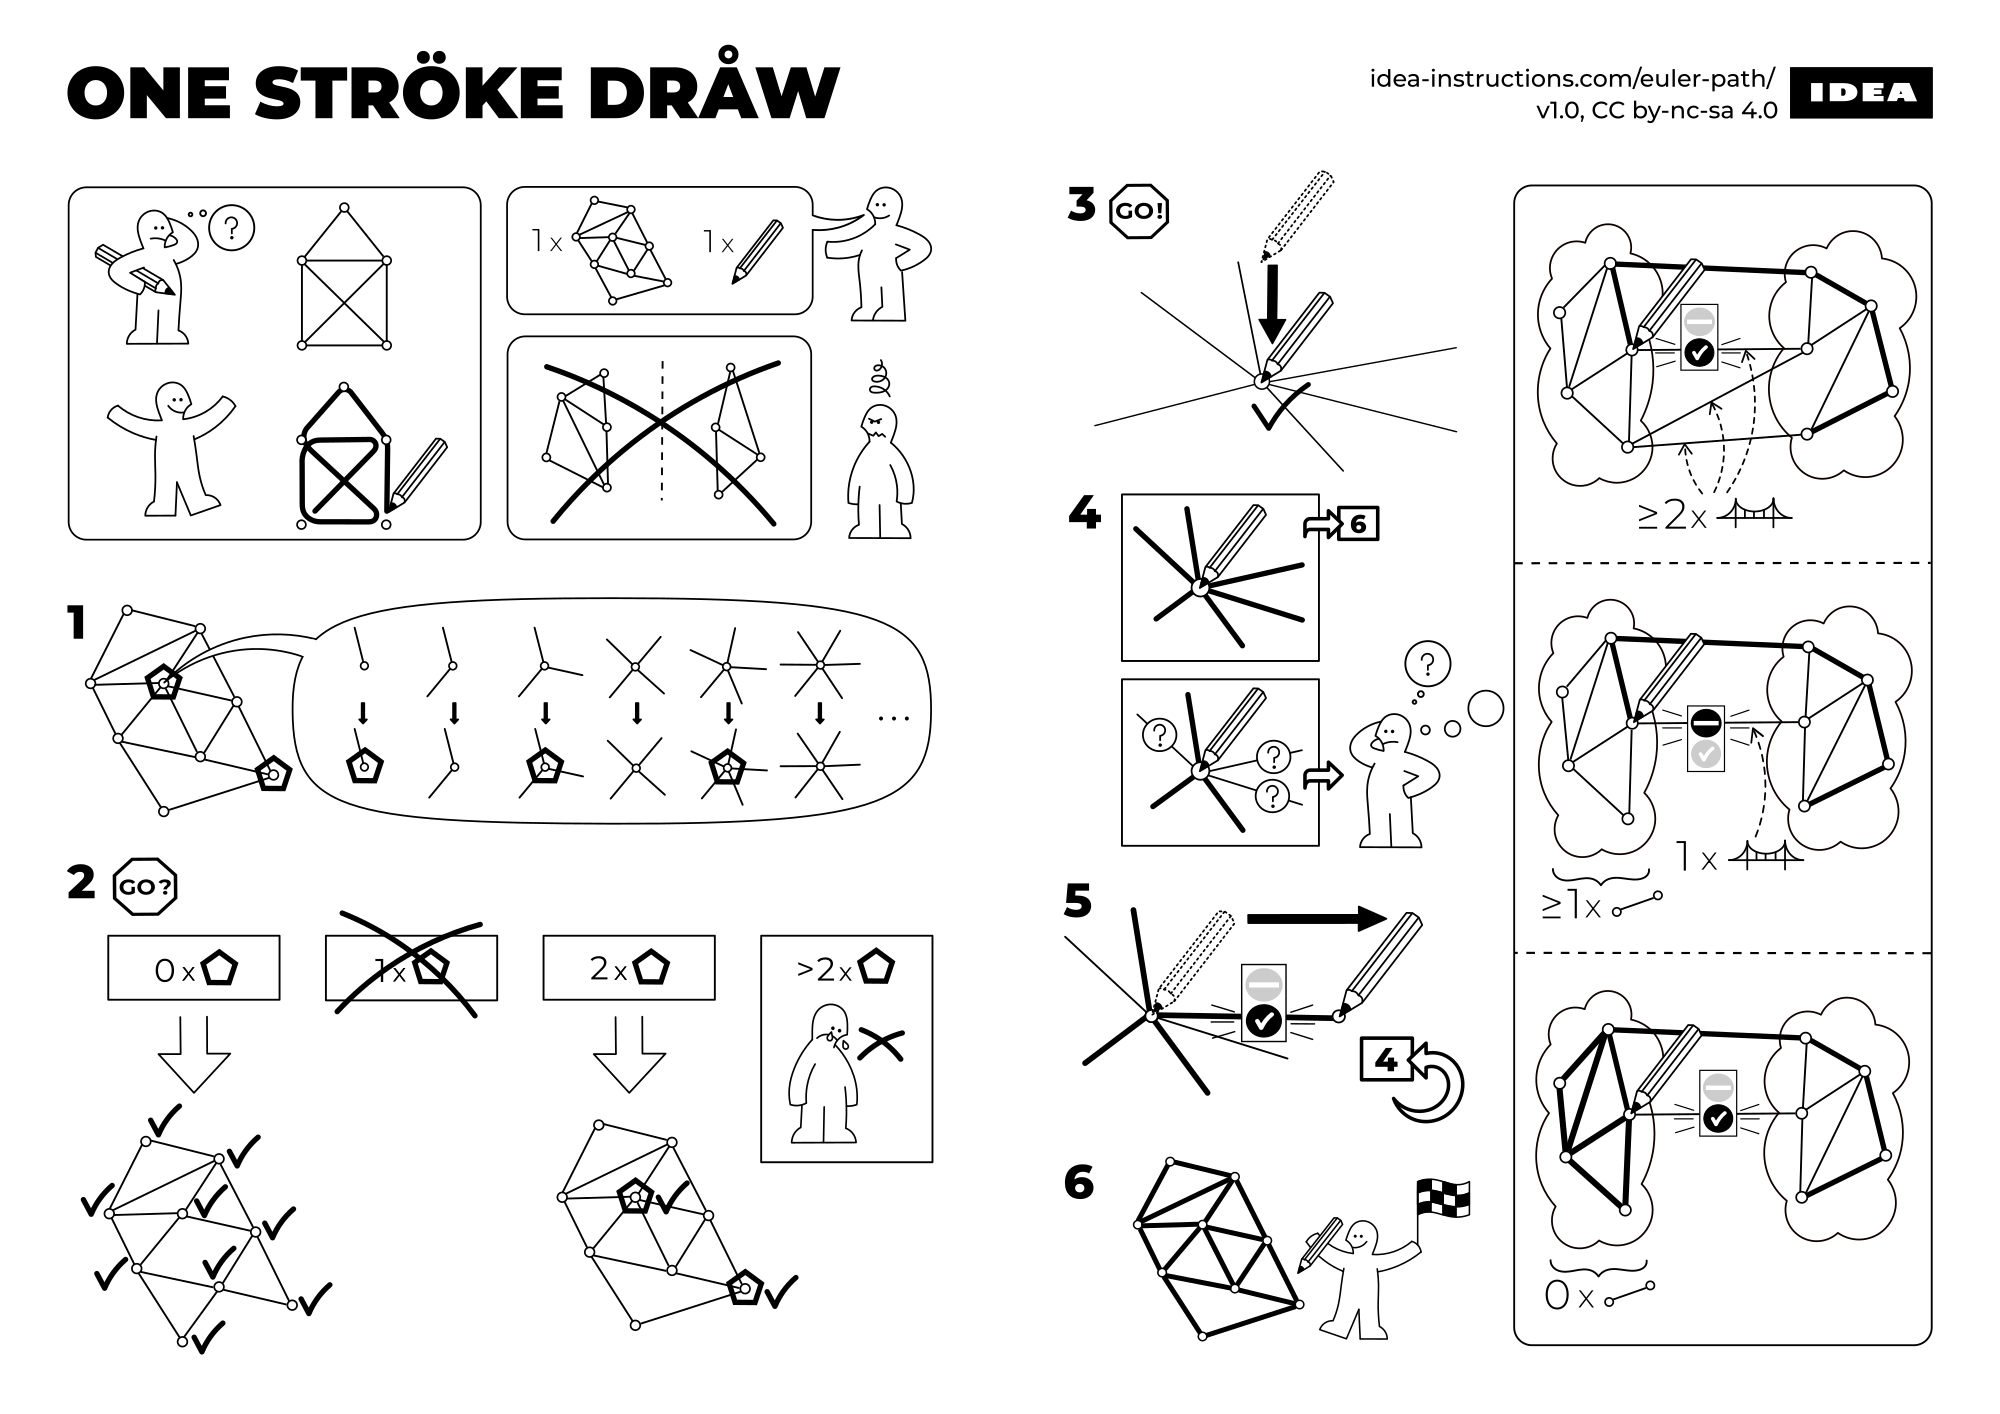 ONE STRÖKE DRÅW
idea-instructions.com/euler-path/
v1.0, CC by-nc-sa 4.0
IDEA
?
1x
1x
1
...
2
GO?
0x
1x
2x
>2x
3
GO!
4
6
?
?
?
?
5
4
6
≥2x
1x
≥1x
0x